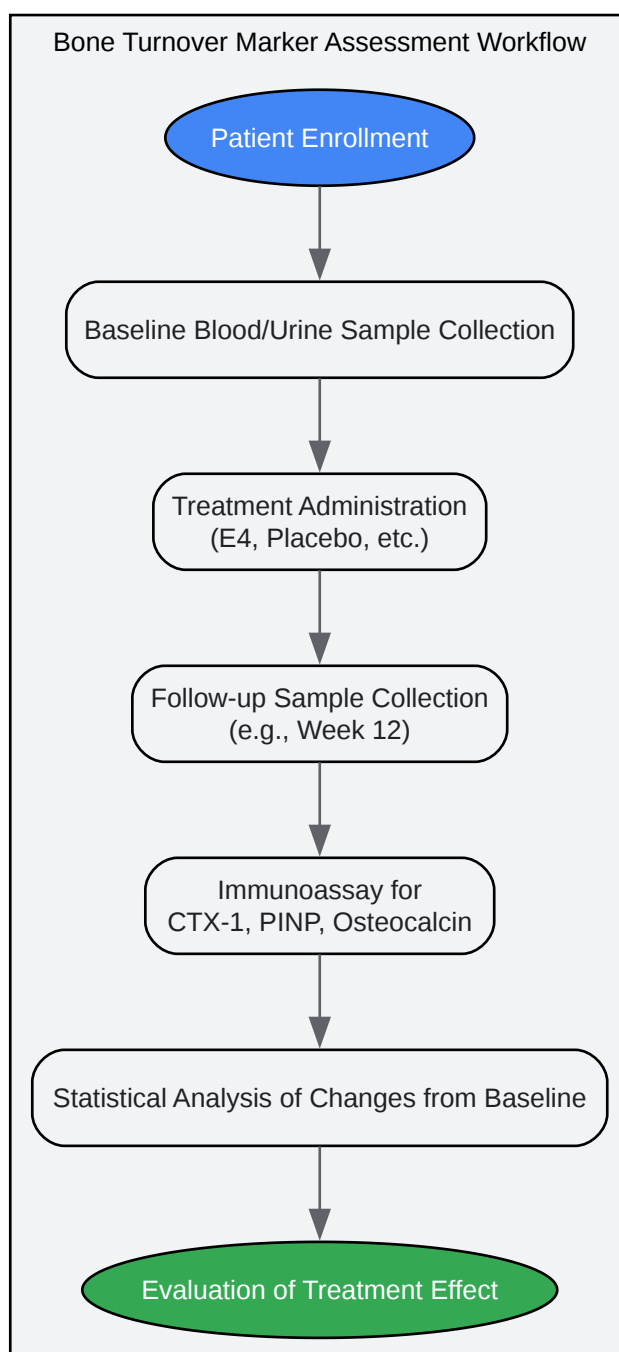 Bone Turnover Marker Assessment Workflow
Patient Enrollment
Baseline Blood/Urine Sample Collection
Treatment Administration
(E4, Placebo, etc.)
Follow-up Sample Collection
(e.g., Week 12)
Immunoassay for
CTX-1, PINP, Osteocalcin
Statistical Analysis of Changes from Baseline
Evaluation of Treatment Effect